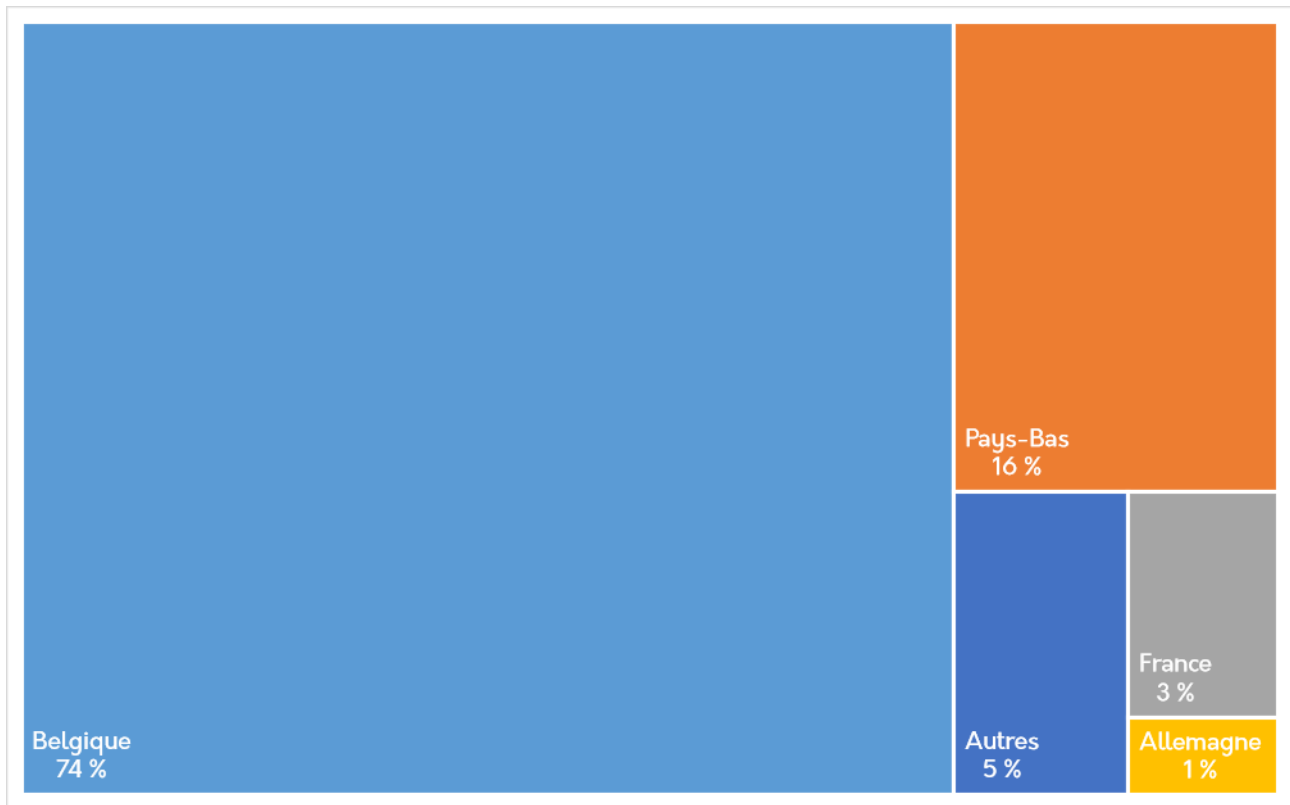 Pays-Bas
16 %
France
3 %
Belgique
74 %
Autres
5 %
Allemagne
1 %